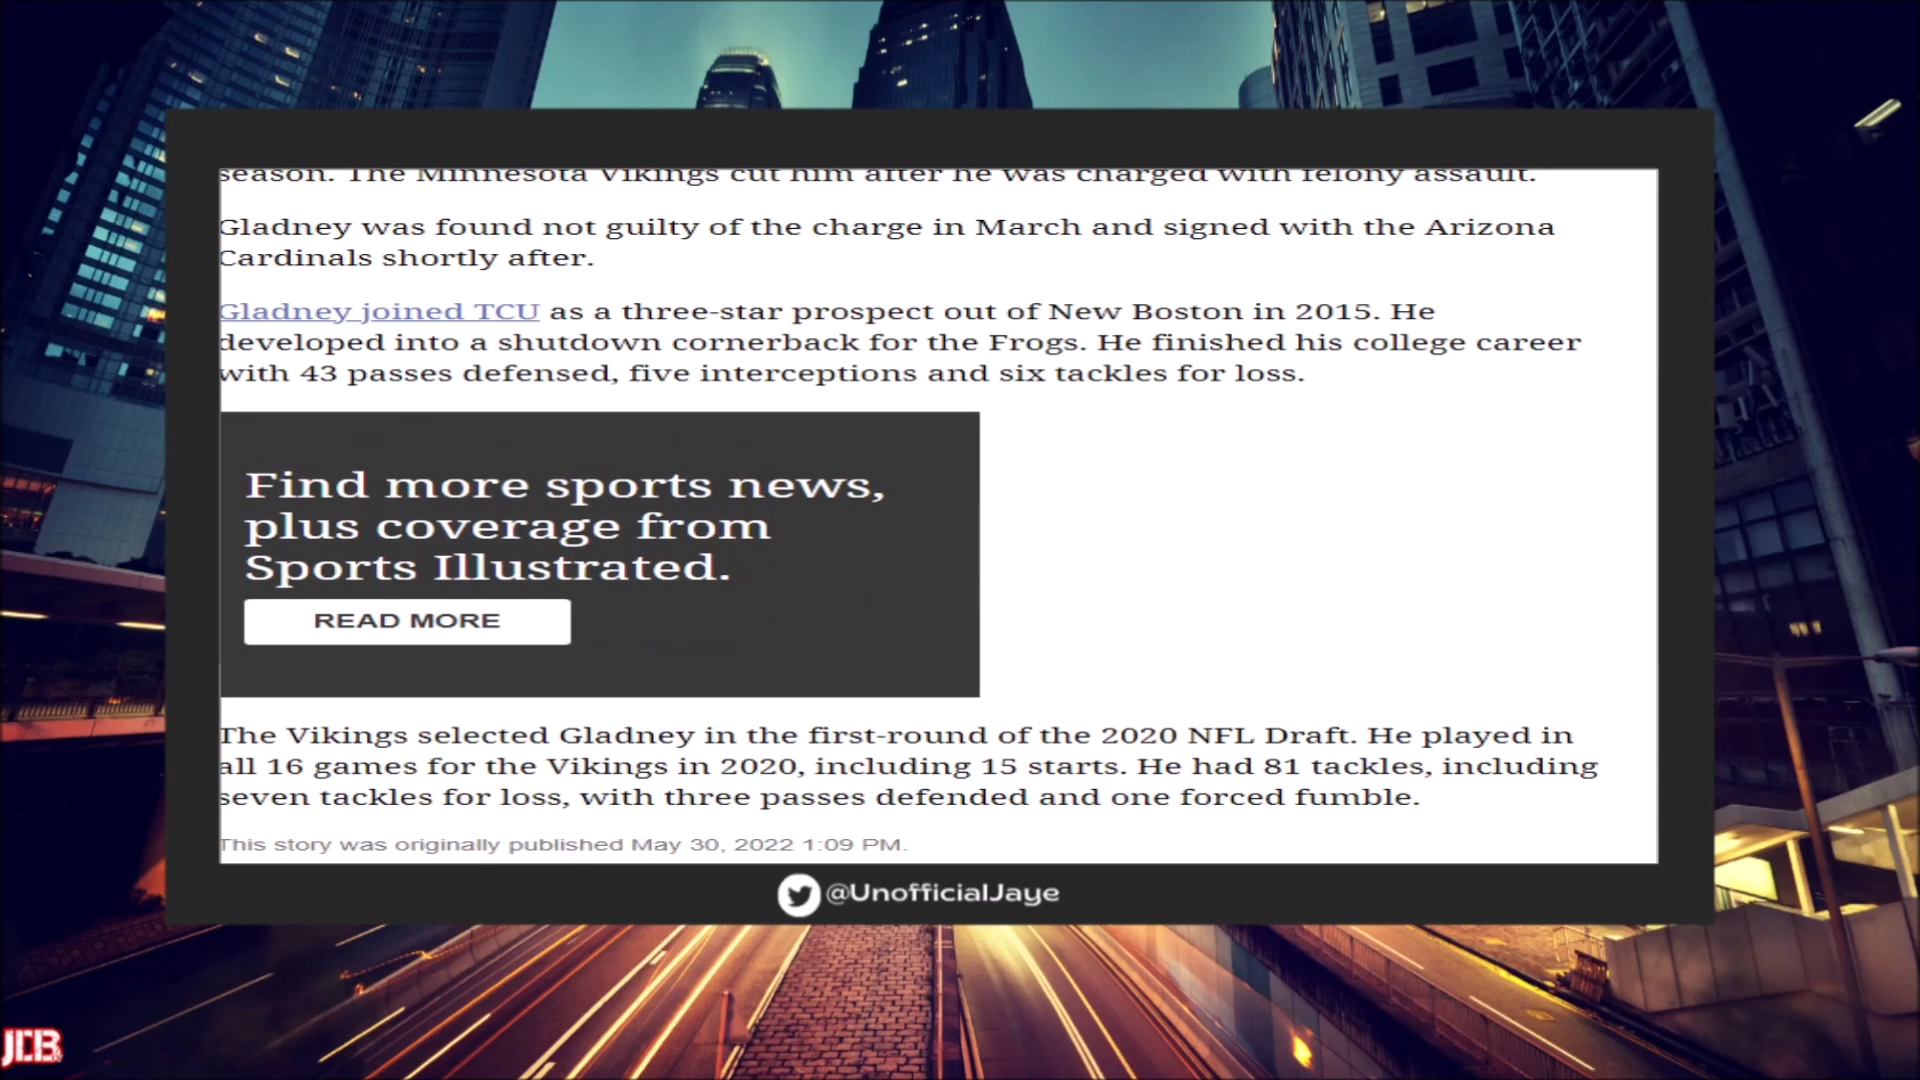 season. The Minnesota Vikings cut him after he was charged with felony assault.
Gladney was found not guilty of the charge in March and signed with the Arizona
Cardinals shortly after.
Gladney joined TCU as a three-star prospect out of New Boston in 2015. He
developed into a shutdown cornerback for the Frogs. He finished his college career
with 43 passes defensed, five interceptions and six tackles for loss.
Find more sports news,
plus coverage from
Sports Illustrated.
READ MORE
The Vikings selected Gladney in the first-round of the 2020 NFL Draft. He played in
all 16 games for the Vikings in 2020, including 15 starts. He had 81 tackles, including
seven tackles for loss, with three passes defended and one forced fumble.
This story was originally published May 30, 2022 1:09 PM.
@UnofficialJaye
JCB